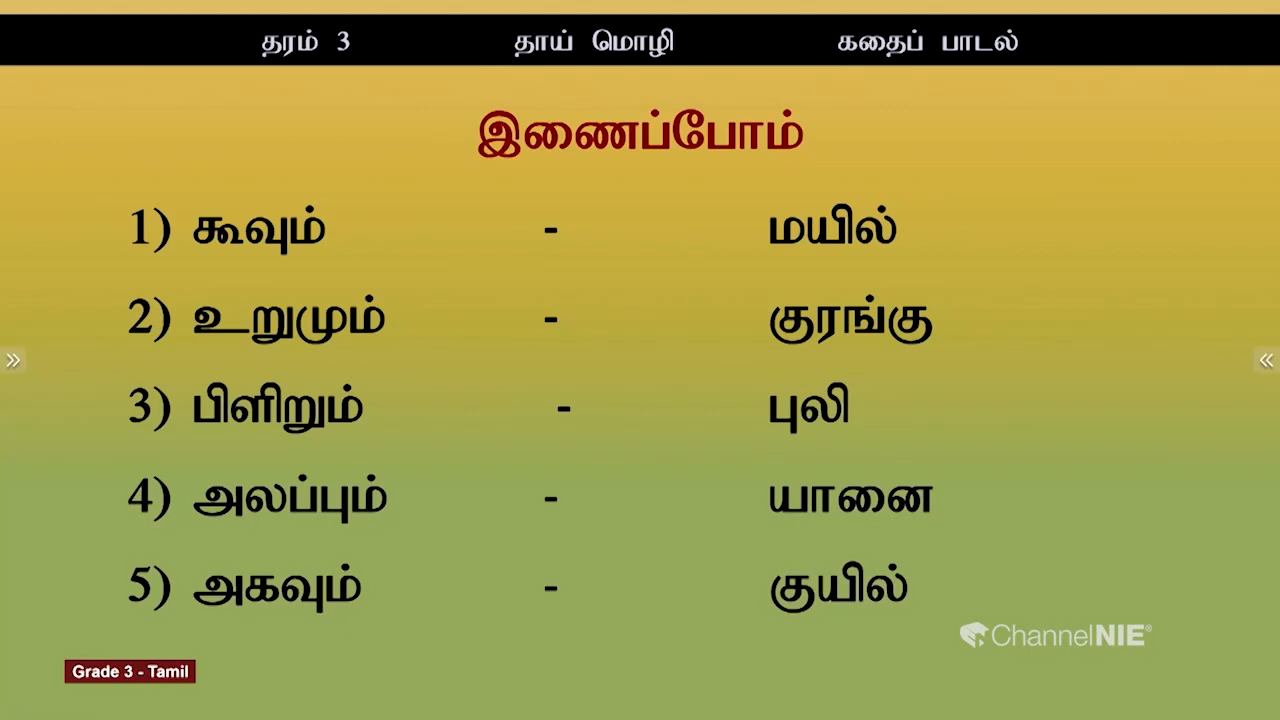 தரம் 3 தாய் மொழி கதைப் பாடல்
இணைப்போம்
1) கூவும் - மயில்
2) உறுமும் - குரங்கு
3) பிளிறும் - புலி
4) அலப்பும் - யானை
5) அகவும் - குயில்
ChannelNIE®
Grade 3 - Tamil